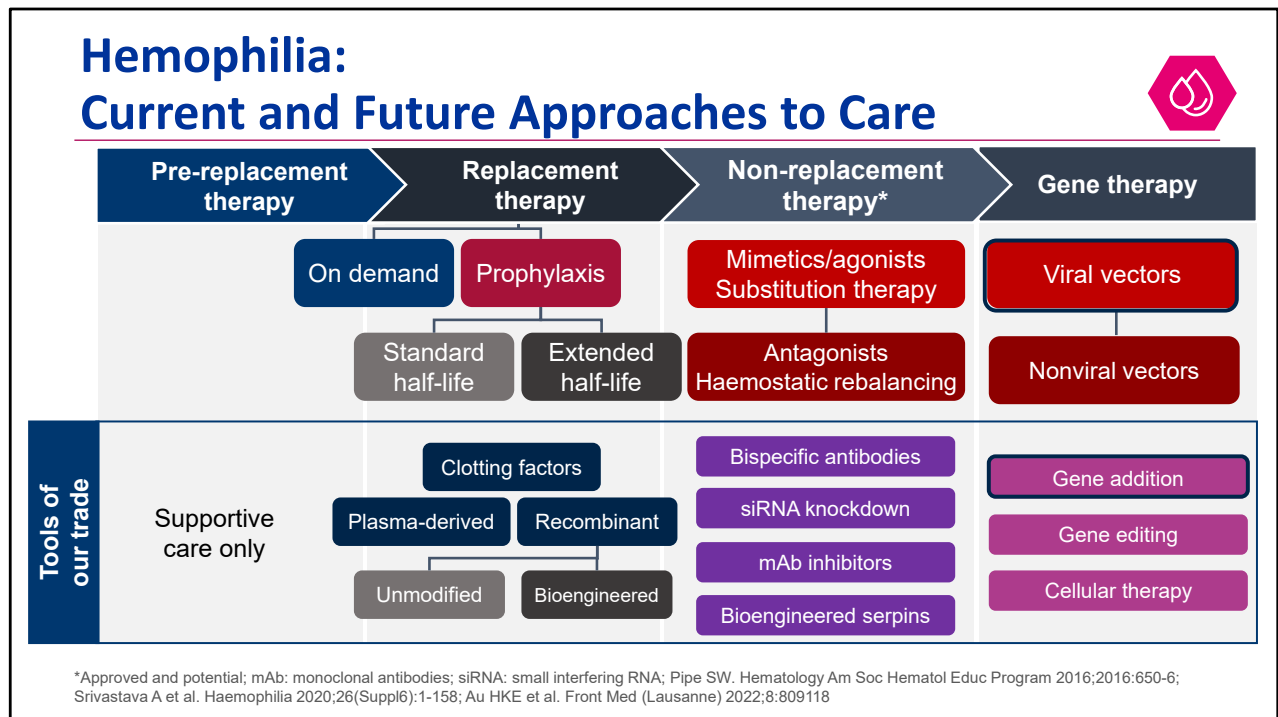 Hemophilia:
Current and Future Approaches to Care
Pre-replacement
therapy
Replacement
therapy
Non-replacement
therapy*
Gene therapy
On demand
Prophylaxis
Standard
half-life
Extended
half-life
Mimetics/agonists
Substitution therapy
Antagonists
Haemostatic rebalancing
Viral vectors
Nonviral vectors
Tools of
our trade
Supportive
care only
Clotting factors
Plasma-derived
Recombinant
Unmodified
Bioengineered
Bispecific antibodies
siRNA knockdown
mAb inhibitors
Bioengineered serpins
Gene addition
Gene editing
Cellular therapy
*Approved and potential; mAb: monoclonal antibodies; siRNA: small interfering RNA; Pipe SW. Hematology Am Soc Hematol Educ Program 2016;2016:650-6;
Srivastava A et al. Haemophilia 2020;26(Suppl6):1-158; Au HKE et al. Front Med (Lausanne) 2022;8:809118